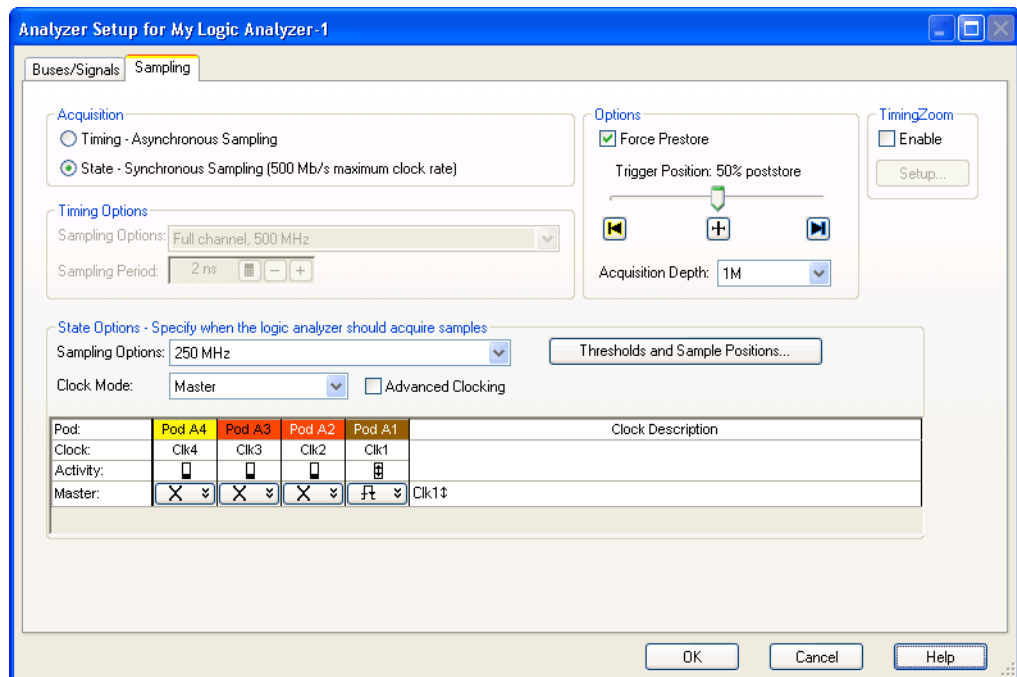 Analyzer Setup for My Logic Analyzer-1
Buses/Signals
Sampling
Acquisition
Timing - Asynchronous Sampling
State - Synchronous Sampling (500 Mb/s maximum clock rate)
Options
Force Prestore
Trigger Position: 50% poststore
Acquisition Depth: 1M
TimingZoom
Enable
Setup...
Timing Options
Sampling Options: Full channel, 500 MHz
Sampling Period: 2 ns
State Options - Specify when the logic analyzer should acquire samples
Sampling Options: 250 MHz
Thresholds and Sample Positions...
Clock Mode: Master
Advanced Clocking
Pod: Pod A4 Pod A3 Pod A2 Pod A1 Clock Description
Clock: Clk4 Clk3 Clk2 Clk1
Activity:
Master: X X X Clk1↕
OK Cancel Help